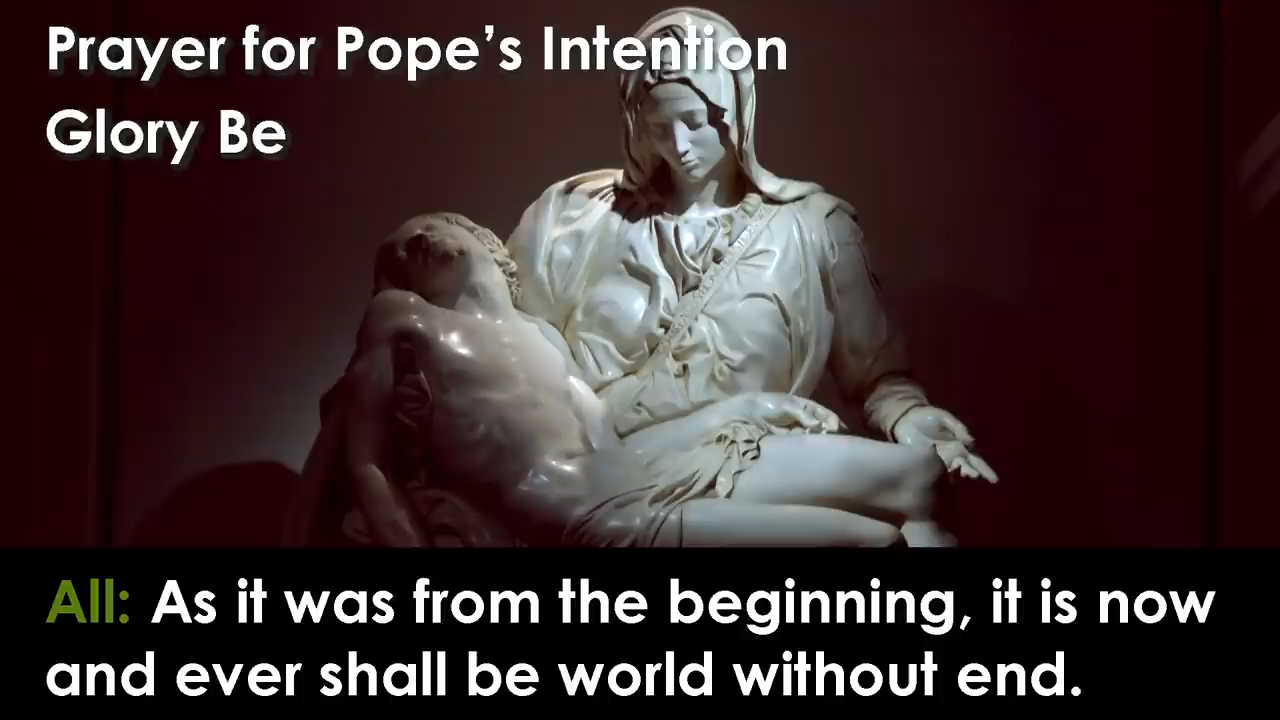 Prayer for Pope’s Intention
Glory Be
All: As it was from the beginning, it is now
and ever shall be world without end.